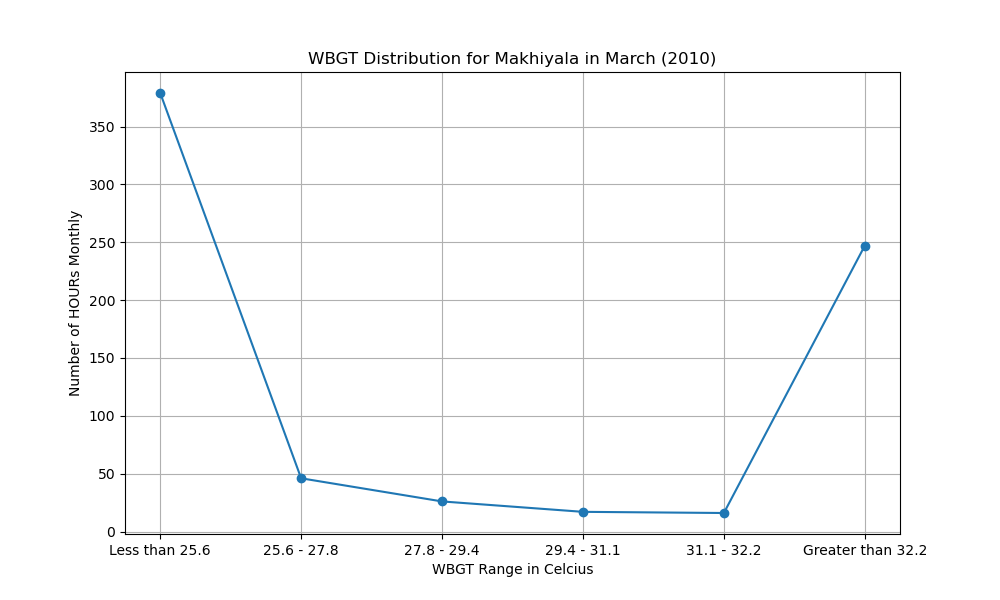 WBGT Distribution for Makhiyala in March (2010)
Number of HOURs Monthly
350
300
250
200
150
100
50
0
Less than 25.6
25.6 - 27.8
27.8 - 29.4
29.4 - 31.1
31.1 - 32.2
Greater than 32.2
WBGT Range in Celcius